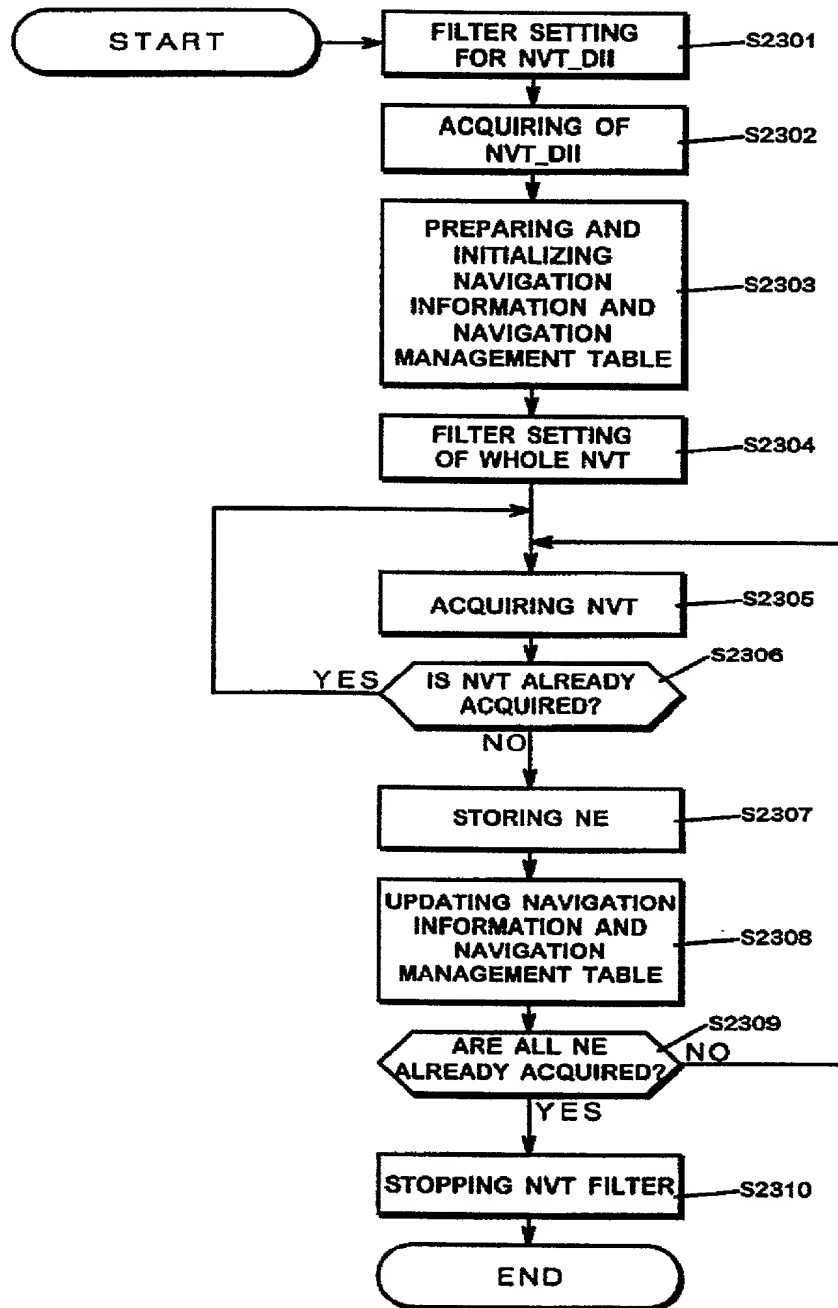 START
FILTER SETTING
FOR NVT_DII
S2301
ACQUIRING OF
NVT_DII
S2302
PREPARING AND
INITIALIZING
NAVIGATION
INFORMATION AND
NAVIGATION
MANAGEMENT TABLE
S2303
FILTER SETTING
OF WHOLE NVT
S2304
ACQUIRING NVT
S2305
S2306
YES
IS NVT ALREADY
ACQUIRED?
NO
STORING NE
S2307
UPDATING NAVIGATION
INFORMATION AND
NAVIGATION
MANAGEMENT TABLE
S2308
S2309
ARE ALL NE
ALREADY ACQUIRED?
NO
YES
STOPPING NVT FILTER
S2310
END